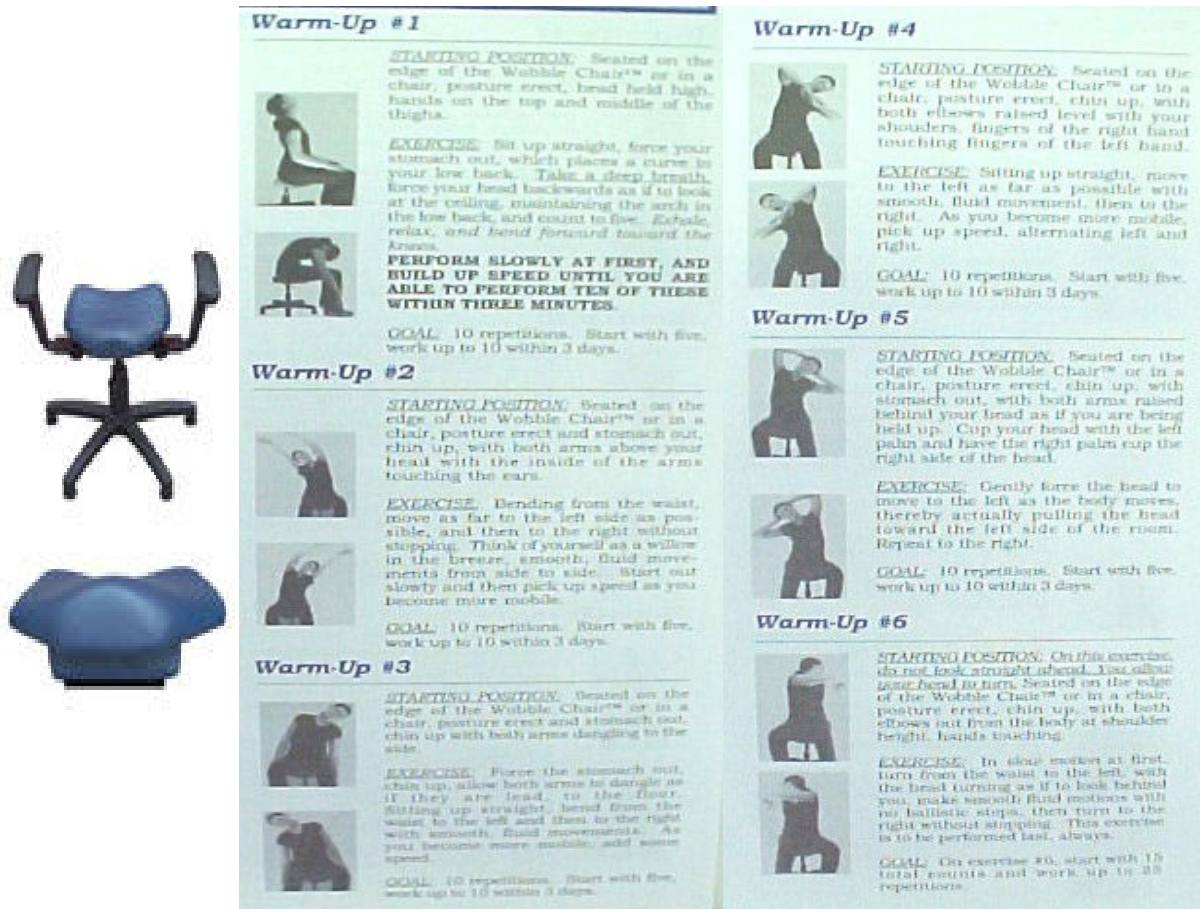 Warm-Up #1
STARTING POSITION: Seated on the
edge of the Wobble Chair™ or in a
chair, posture erect, head held high,
hands on the top and middle of the
thighs.
EXERCISE: Sit up straight, force your
stomach out, which places a curve in
your low back. Take a deep breath,
force your head backwards as if to look
at the ceiling, maintaining the arch in
the low back, and count to five. Exhale,
relax, and bend forward toward the
knees.
PERFORM SLOWLY AT FIRST, AND
BUILD UP SPEED UNTIL YOU ARE
ABLE TO PERFORM TEN OF THESE
WITHIN THREE MINUTES.
GOAL: 10 repetitions. Start with five,
work up to 10 within 3 days.
Warm-Up #2
STARTING POSITION: Seated on the
edge of the Wobble Chair™ or in a
chair, posture erect and stomach out,
chin up, with both arms above your
head with the inside of the arms
touching the ears.
EXERCISE: Bending from the waist,
move as far to the left side as pos-
sible, and then to the right without
stopping. Think of yourself as a willow
in the breeze, smooth, fluid move-
ments from side to side. Start out
slowly and then pick up speed as you
become more mobile.
GOAL: 10 repetitions. Start with five,
work up to 10 within 3 days.
Warm-Up #3
STARTING POSITION: Seated on the
edge of the Wobble Chair™ or in a
chair, posture erect and stomach out,
chin up with both arms dangling to the
side.
EXERCISE: Force the stomach out,
chin up, allow both arms to dangle as
if they are lead, to the floor.
Sitting up straight, bend from the
waist to the left and then to the right
with smooth, fluid movements. As
you become more mobile, add some
speed.
GOAL: 10 repetitions. Start with five,
work up to 10 within 3 days.
Warm-Up #4
STARTING POSITION: Seated on the
edge of the Wobble Chair™ or in a
chair, posture erect, chin up, with
both elbows raised level with your
shoulders, fingers of the right hand
touching fingers of the left hand.
EXERCISE: Sitting up straight, move
to the left as far as possible with
smooth, fluid movement, then to the
right. As you become more mobile,
pick up speed, alternating left and
right.
GOAL: 10 repetitions. Start with five,
work up to 10 within 3 days.
Warm-Up #5
STARTING POSITION: Seated on the
edge of the Wobble Chair™ or in a
chair, posture erect, chin up, with
stomach out, with both arms raised
behind your head as if you are being
held up. Cup your head with the left
palm and have the right palm cup the
right side of the head.
EXERCISE: Gently force the head to
move to the left as the body moves,
thereby actually pulling the head
toward the left side of the room.
Repeat to the right.
GOAL: 10 repetitions. Start with five,
work up to 10 within 3 days.
Warm-Up #6
STARTING POSITION: On this exercise,
do not look straight ahead. You allow
your head to turn. Seated on the edge
of the Wobble Chair™ or in a chair,
posture erect, chin up, with both
elbows out from the body at shoulder
height, hands touching.
EXERCISE: In slow motion at first,
turn from the waist to the left, with
the head turning as if to look behind
you, make smooth fluid motions with
no ballistic stops, then turn to the
right without stopping. This exercise
is to be performed last, always.
GOAL: On exercise #6, start with 15
total counts and work up to 25
repetitions.